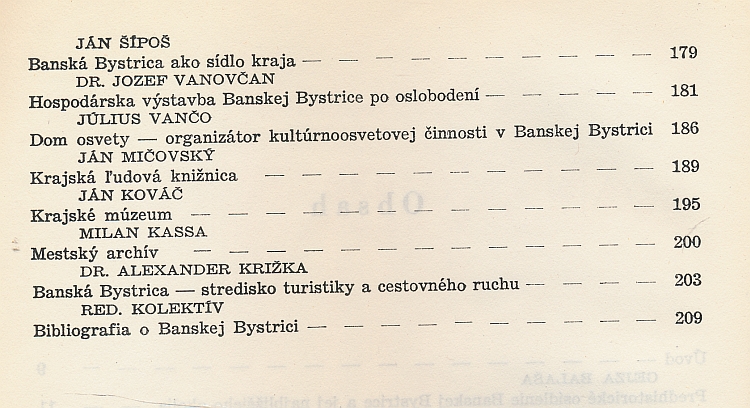 JÁN ŠÍPOŠ
Banská Bystrica ako sídlo kraja — — — — — — — — — — 179
DR. JOZEF VANOVČAN
Hospodárska výstavba Banskej Bystrice po oslobodení — — — — — 181
JÚLIUS VANČO
Dom osvety — organizátor kultúrnoosvetovej činnosti v Banskej Bystrici 186
JÁN MIČOVSKÝ
Krajská ľudová knižnica — — — — — — — — — — — 189
JÁN KOVÁČ
Krajské múzeum — — — — — — — — — — — — — 195
MILAN KASSA
Mestský archív — — — — — — — — — — — — — 200
DR. ALEXANDER KRIŽKA
Banská Bystrica — stredisko turistiky a cestovného ruchu — — — — 203
RED. KOLEKTÍV
Bibliografia o Banskej Bystrici — — — — — — — — — — 209
Obsah
Úvod — — — — — — — — — — 9